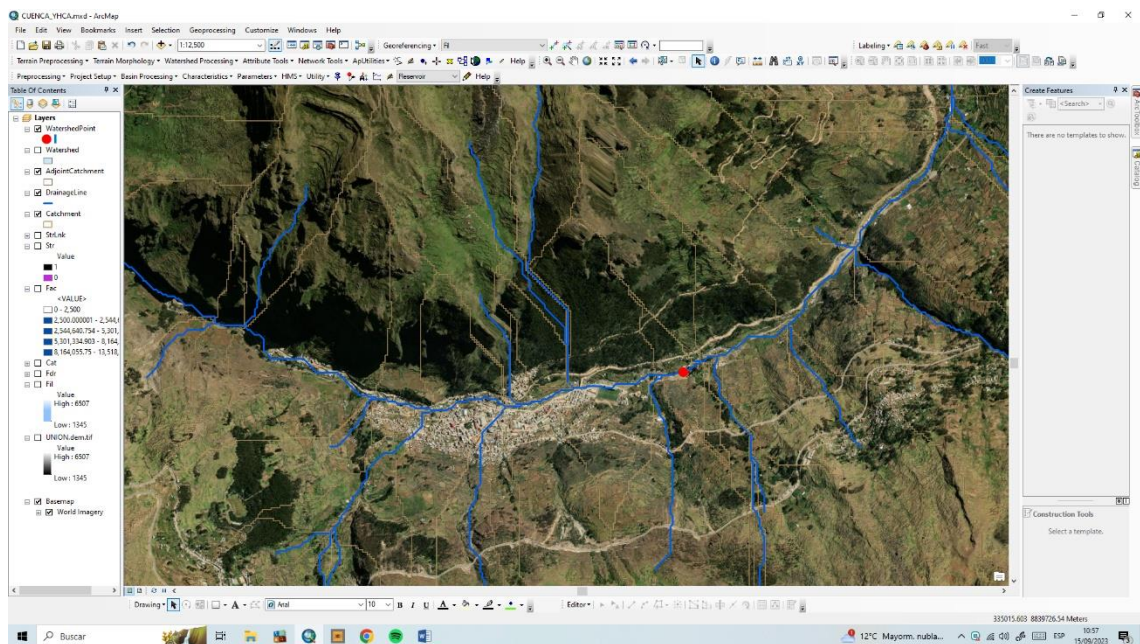 CUENCA_YHCA.mxd - ArcMap
File Edit View Bookmarks Insert Selection Geoprocessing Customize Windows Help
1:12,500 Georeferencing Fil Labeling Fast
Terrain Preprocessing Terrain Morphology Watershed Processing Attribute Tools Network Tools ApUtilities Help
Preprocessing Project Setup Basin Processing Characteristics Parameters HMS Utility Reservoir Help
Table Of Contents
Layers
WatershedPoint
Watershed
AdjointCatchment
DrainageLine
Catchment
StrLnk
Str
Value
1
0
Fac
<VALUE>
0 - 2,500
2,500.000001 - 2,544,6
2,544,640.754 - 5,301,
5,301,334.903 - 8,164,
8,164,055.75 - 13,518,
Cat
Fdr
Fil
Value
High : 6507
Low : 1345
UNION.dem.tif
Value
High : 6507
Low : 1345
Basemap
World Imagery
Create Features
<Search>
There are no templates to show.
ArcToolbox
Catalog
Construction Tools
Select a template.
Drawing Arial 10 B I U A Editor
335015.603 8839726.54 Meters
Buscar
12°C Mayorm. nubla...
ESP
10:57
15/09/2023